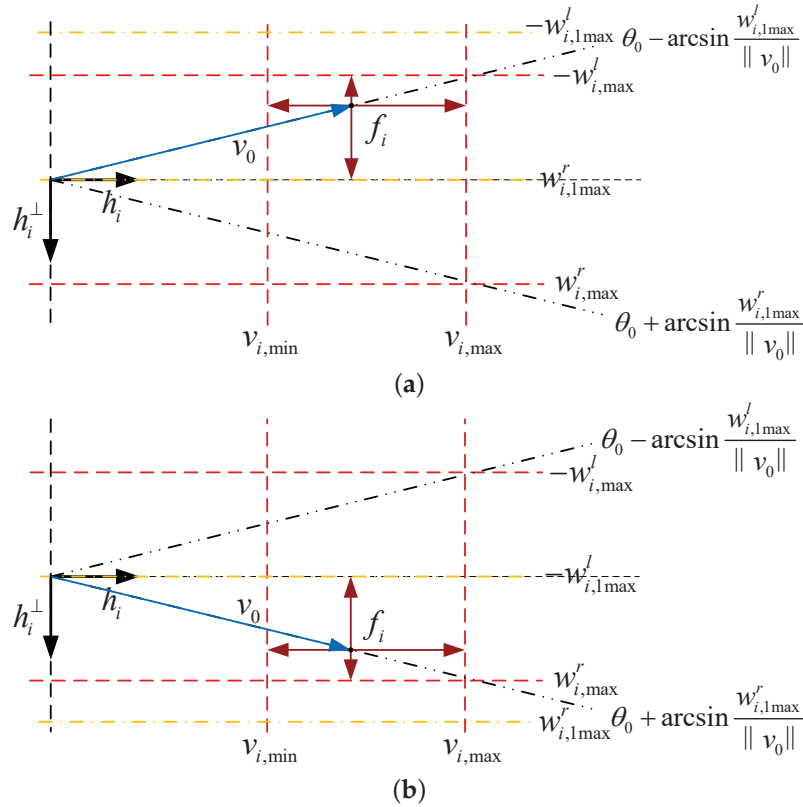 −w^l_{i,1max}
θ_0 − arcsin w^l_{i,1max} / ‖ v_0 ‖
−w^l_{i,max}
f_i
v_0
w^r_{i,1max}
h_i
h_i^⊥
w^r_{i,max}
θ_0 + arcsin w^r_{i,1max} / ‖ v_0 ‖
v_{i,min} v_{i,max}
(a)
θ_0 − arcsin w^l_{i,1max} / ‖ v_0 ‖
−w^l_{i,max}
−w^l_{i,1max}
h_i
h_i^⊥
v_0
f_i
w^r_{i,max}
w^r_{i,1max}
θ_0 + arcsin w^r_{i,1max} / ‖ v_0 ‖
v_{i,min} v_{i,max}
(b)